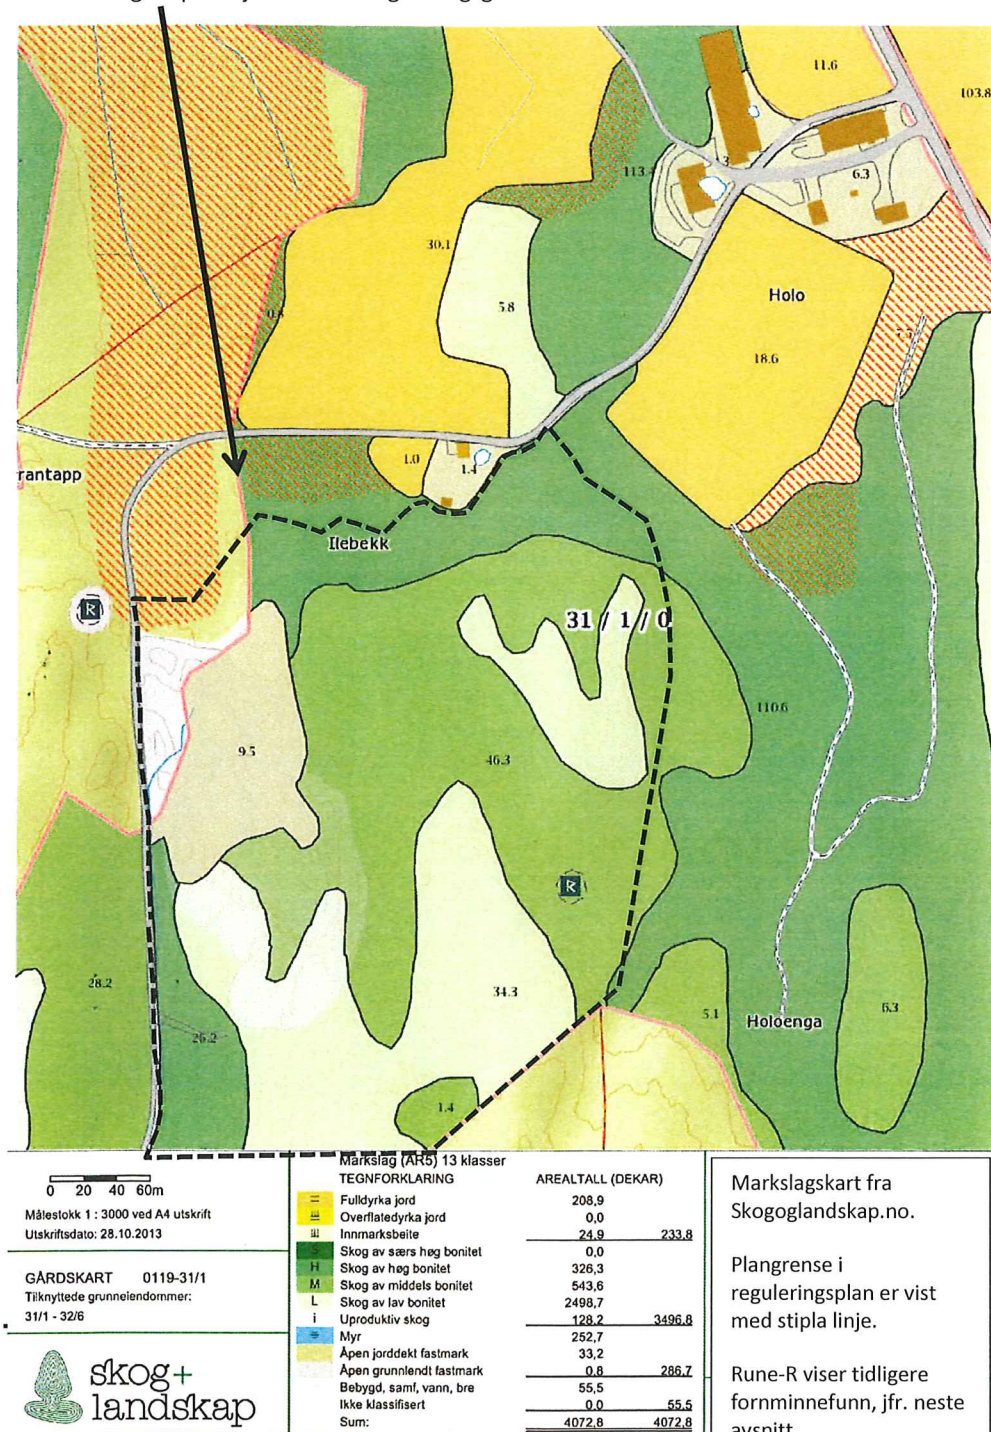 11.6
103.8
113.4
6.3
30.1
5.8
Holo
18.6
7.5
0.8
1.0
1.4
rantapp
Ilebekk
R
31 / 1 / 0
110.6
9.5
46.3
R
28.2
34.3
5.1
6.3
Holoenga
26.2
1.4
0 20 40 60m
Målestokk 1 : 3000 ved A4 utskrift
Utskriftsdato: 28.10.2013
GÅRDSKART 0119-31/1
Tilknyttede grunneiendommer:
31/1 - 32/6
skog+
landskap
Markslag (AR5) 13 klasser
TEGNFORKLARING AREALTALL (DEKAR)
Fulldyrka jord 208,9
Overflatedyrka jord 0,0
Innmarksbeite 24,9 233,8
S Skog av særs høg bonitet 0,0
H Skog av høg bonitet 326,3
M Skog av middels bonitet 543,6
L Skog av lav bonitet 2498,7
i Uproduktiv skog 128,2 3496,8
Myr 252,7
Åpen jorddekt fastmark 33,2
Åpen grunnlendt fastmark 0,8 286,7
Bebygd, samf, vann, bre 55,5
Ikke klassifisert 0,0 55,5
Sum: 4072,8 4072,8
Markslagskart fra
Skogoglandskap.no.
Plangrense i
reguleringsplan er vist
med stipla linje.
Rune-R viser tidligere
fornminnefunn, jfr. neste
avsnitt